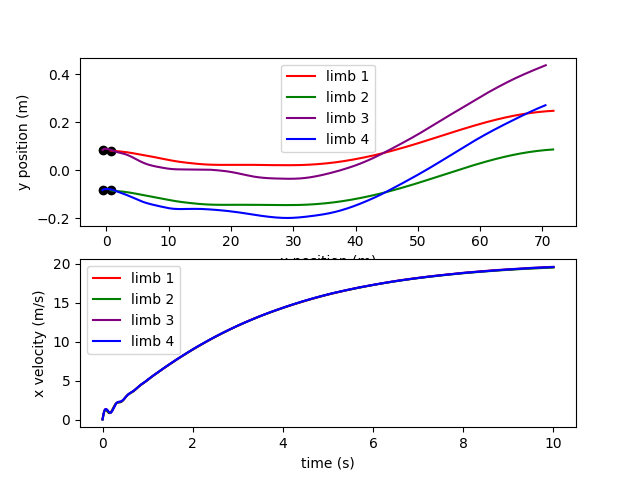 y position (m)
0.4
0.2
0.0
−0.2
limb 1
limb 2
limb 3
limb 4
0 10 20 30 40 50 60 70
x position (m)
x velocity (m/s)
20
15
10
5
0
limb 1
limb 2
limb 3
limb 4
0 2 4 6 8 10
time (s)